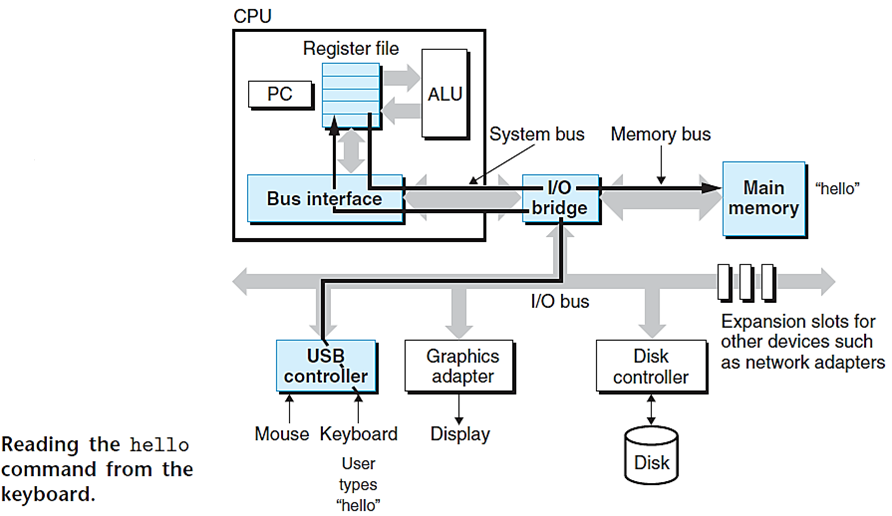 CPU
Register file
PC
ALU
System bus
Memory bus
Bus interface
I/O
bridge
Main
memory
“hello”
I/O bus
Expansion slots for
other devices such
as network adapters
USB
controller
Graphics
adapter
Disk
controller
Mouse
Keyboard
Display
Disk
User
types
“hello”
Reading the hello
command from the
keyboard.